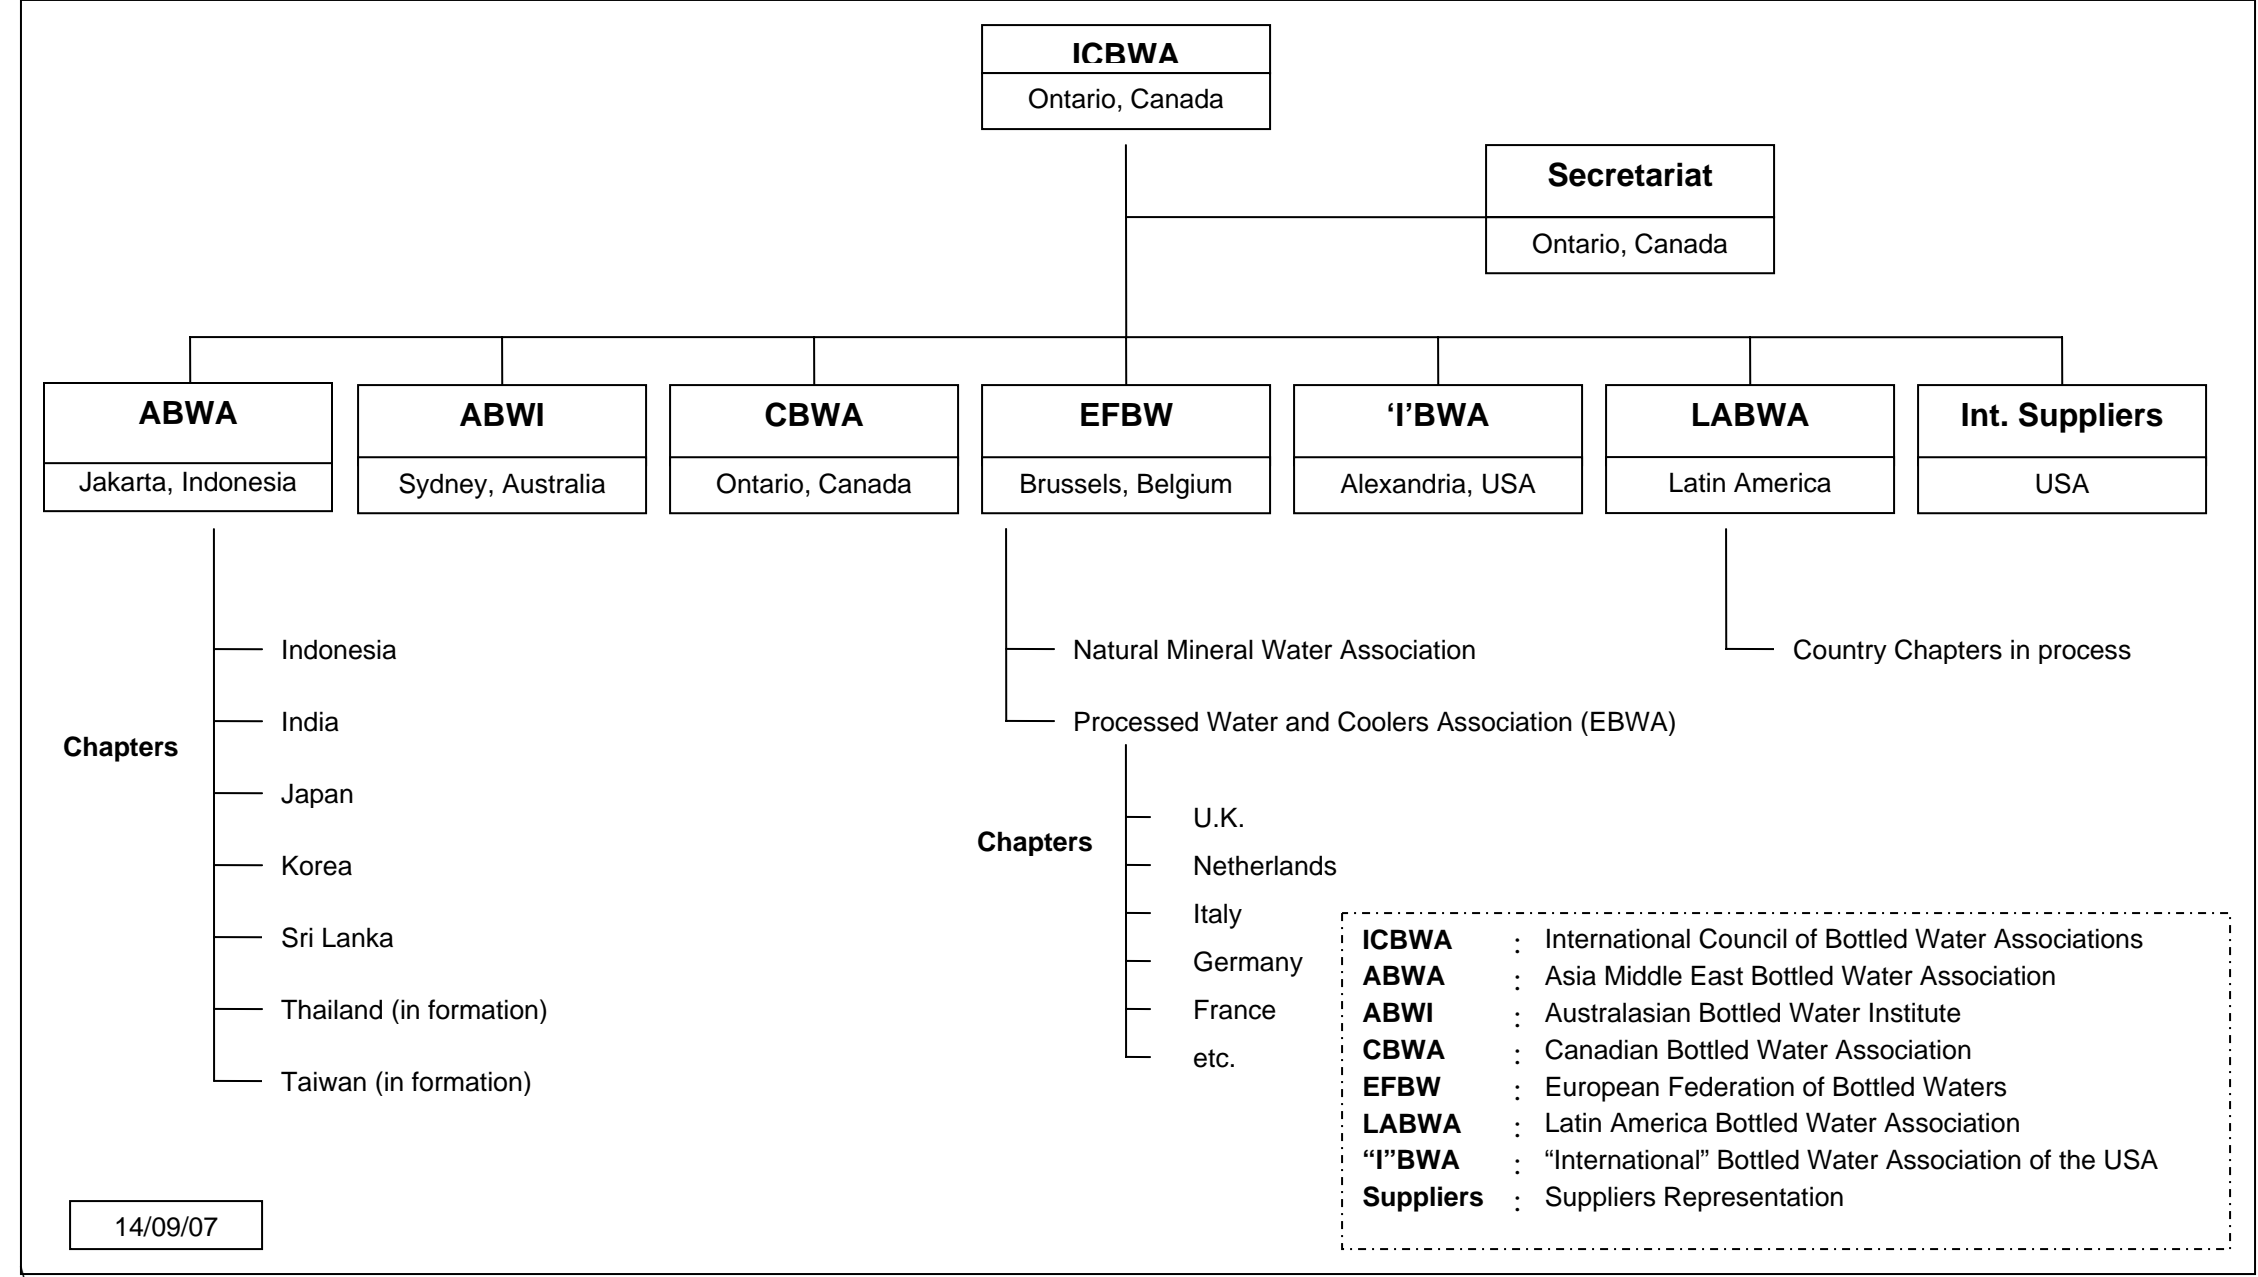 ICBWA
Ontario, Canada
Secretariat
Ontario, Canada
ABWA
Jakarta, Indonesia
ABWI
Sydney, Australia
CBWA
Ontario, Canada
EFBW
Brussels, Belgium
‘I’BWA
Alexandria, USA
LABWA
Latin America
Int. Suppliers
USA
Chapters
Indonesia
India
Japan
Korea
Sri Lanka
Thailand (in formation)
Taiwan (in formation)
Natural Mineral Water Association
Processed Water and Coolers Association (EBWA)
Chapters
U.K.
Netherlands
Italy
Germany
France
etc.
Country Chapters in process
ICBWA : International Council of Bottled Water Associations
ABWA : Asia Middle East Bottled Water Association
ABWI : Australasian Bottled Water Institute
CBWA : Canadian Bottled Water Association
EFBW : European Federation of Bottled Waters
LABWA : Latin America Bottled Water Association
“I”BWA : “International” Bottled Water Association of the USA
Suppliers : Suppliers Representation
14/09/07